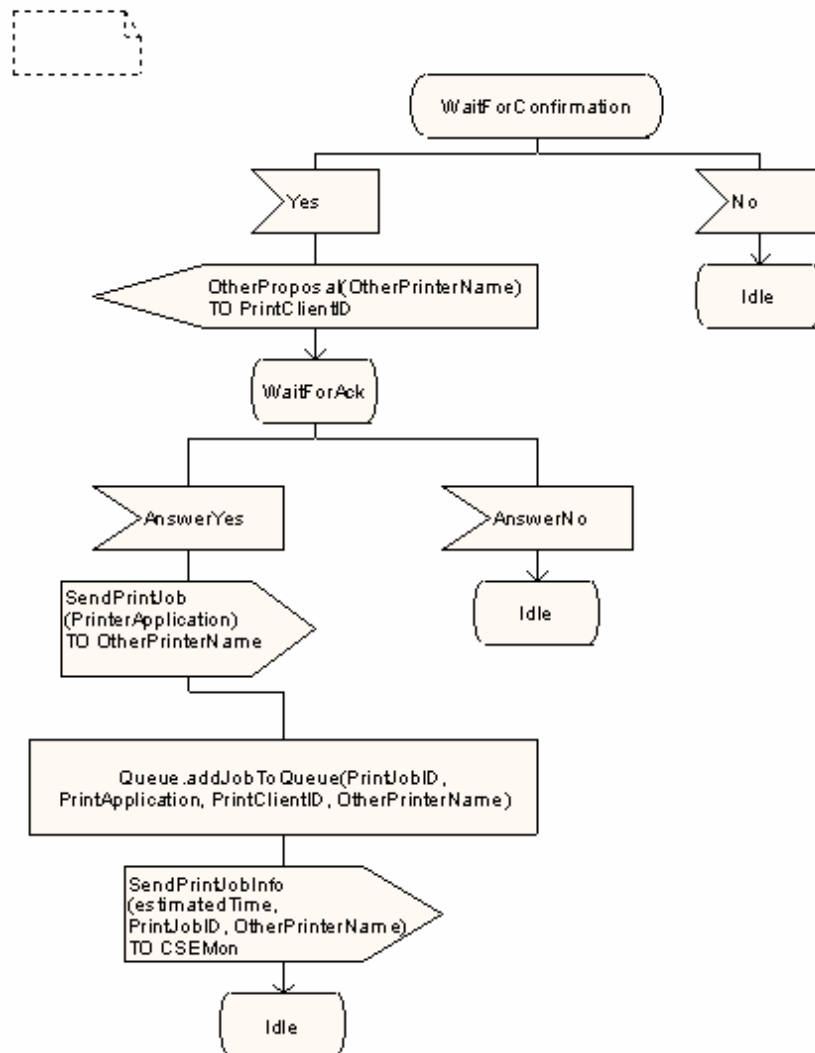 WaitForConfirmation
Yes
No
OtherProposal(OtherPrinterName)
TO PrintClientID
Idle
WaitForAck
AnswerYes
AnswerNo
SendPrintJob
(PrinterApplication)
TO OtherPrinterName
Idle
Queue.addJobToQueue(PrintJobID,
PrintApplication, PrintClientID, OtherPrinterName)
SendPrintJobInfo
(estimatedTime,
PrintJobID, OtherPrinterName)
TO CSEMon
Idle